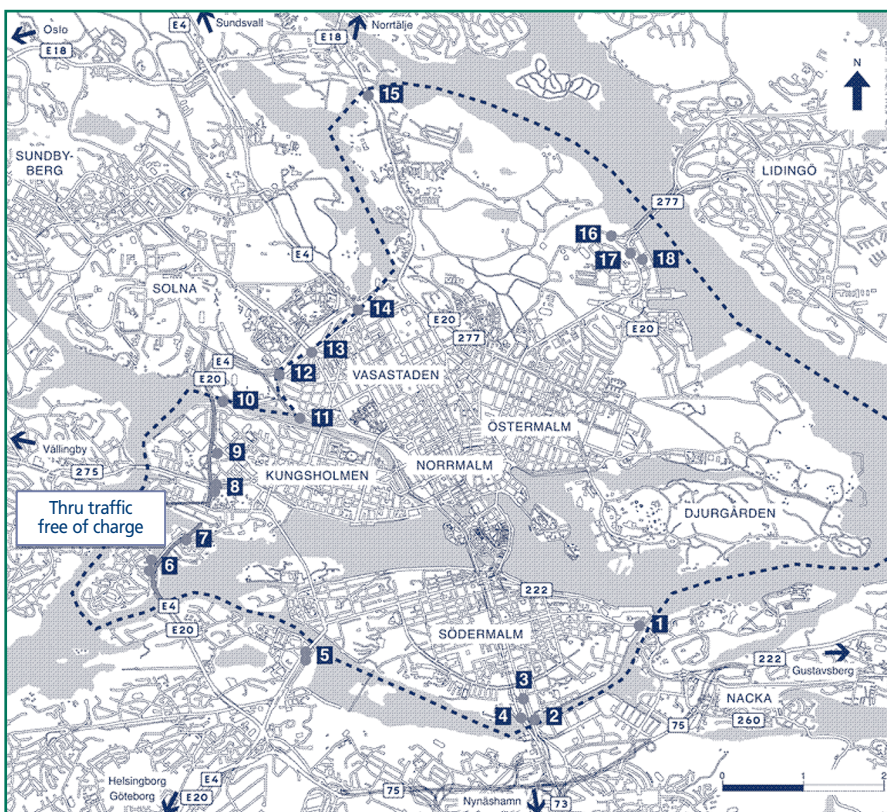 E4
Sundsvall
Norrtälje
Oslo
E18
E18
N
15
SUNDBY-
BERG
LIDINGÖ
277
16
E4
17
18
SOLNA
14
E20
277
E20
13
E4
12
VASASTADEN
E20
10
11
ÖSTERMALM
Vällingby
9
NORRMALM
275
8
KUNGSHOLMEN
Thru traffic
free of charge
DJURGÅRDEN
7
6
222
E4
E20
1
SÖDERMALM
5
222
Gustavsberg
3
NACKA
4
2
75
260
Helsingborg
Göteborg
E4
E20
75
Nynäshamn
73
0
1
2